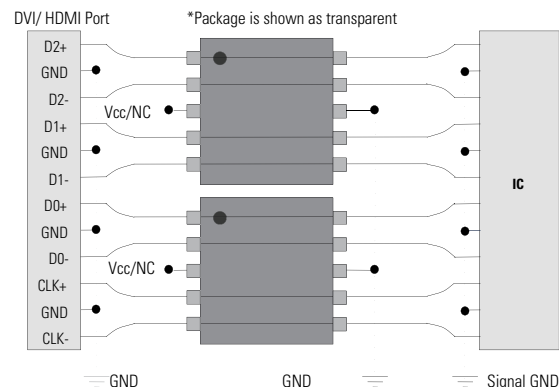 DVI/ HDMI Port
*Package is shown as transparent
D2+
GND
D2-
Vcc/NC
D1+
GND
D1-
IC
D0+
GND
D0-
Vcc/NC
CLK+
GND
CLK-
GND
GND
Signal GND